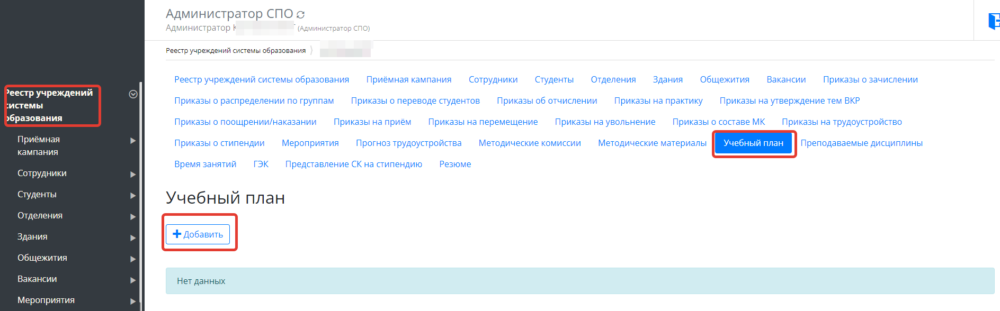 Администратор СПО
Администратор (Администратор СПО)
Реестр учреждений системы образования
Реестр учреждений
системы
образования
Приёмная
кампания
Сотрудники
Студенты
Отделения
Здания
Общежития
Вакансии
Мероприятия
Реестр учреждений системы образования Приёмная кампания Сотрудники Студенты Отделения Здания Общежития Вакансии Приказы о зачислении
Приказы о распределении по группам Приказы о переводе студентов Приказы об отчислении Приказы на практику Приказы на утверждение тем ВКР
Приказы о поощрении/наказании Приказы на приём Приказы на перемещение Приказы на увольнение Приказы о составе МК Приказы на трудоустройство
Приказы о стипендии Мероприятия Прогноз трудоустройства Методические комиссии Методические материалы Учебный план Преподаваемые дисциплины
Время занятий ГЭК Представление СК на стипендию Резюме
Учебный план
Добавить
Нет данных